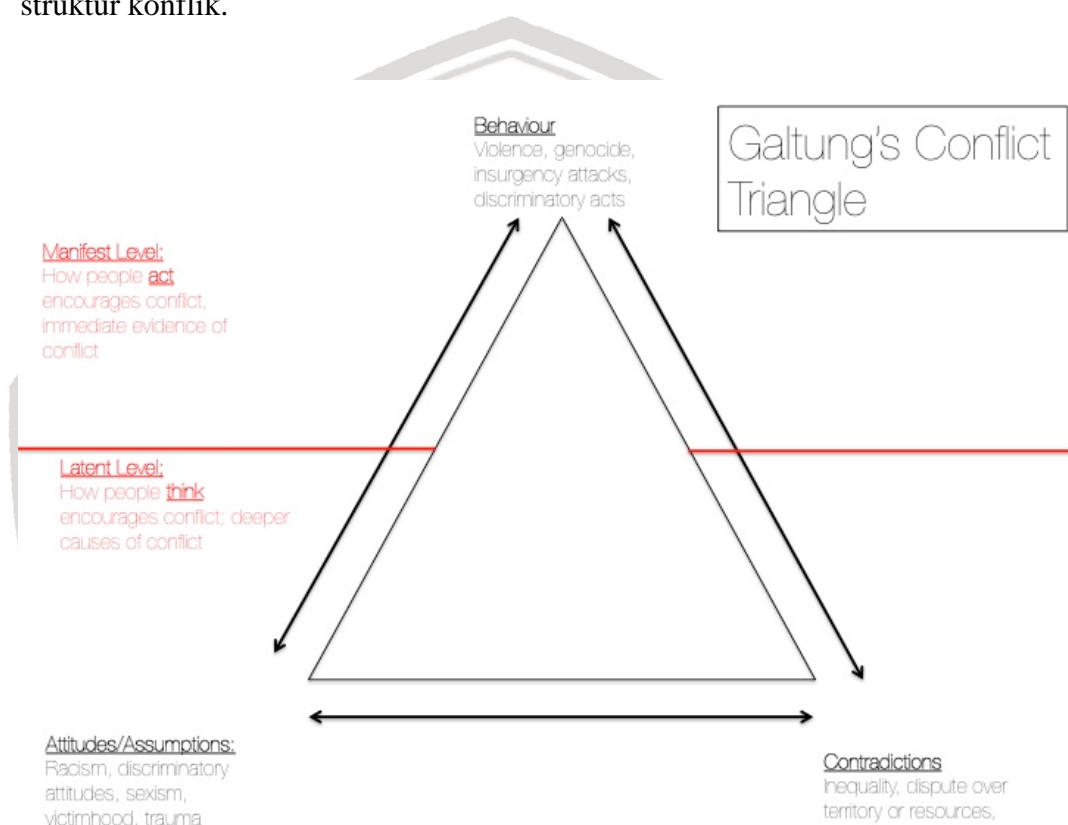 struktur konflik.
Behaviour
Violence, genocide,
insurgency attacks,
discriminatory acts
Galtung's Conflict
Triangle
Manifest Level:
How people act
encourages conflict,
immediate evidence of
conflict
Latent Level:
How people think
encourages conflict; deeper
causes of conflict
Attitudes/Assumptions:
Racism, discriminatory
attitudes, sexism,
victimhood, trauma
Contradictions
Inequality, dispute over
territory or resources,